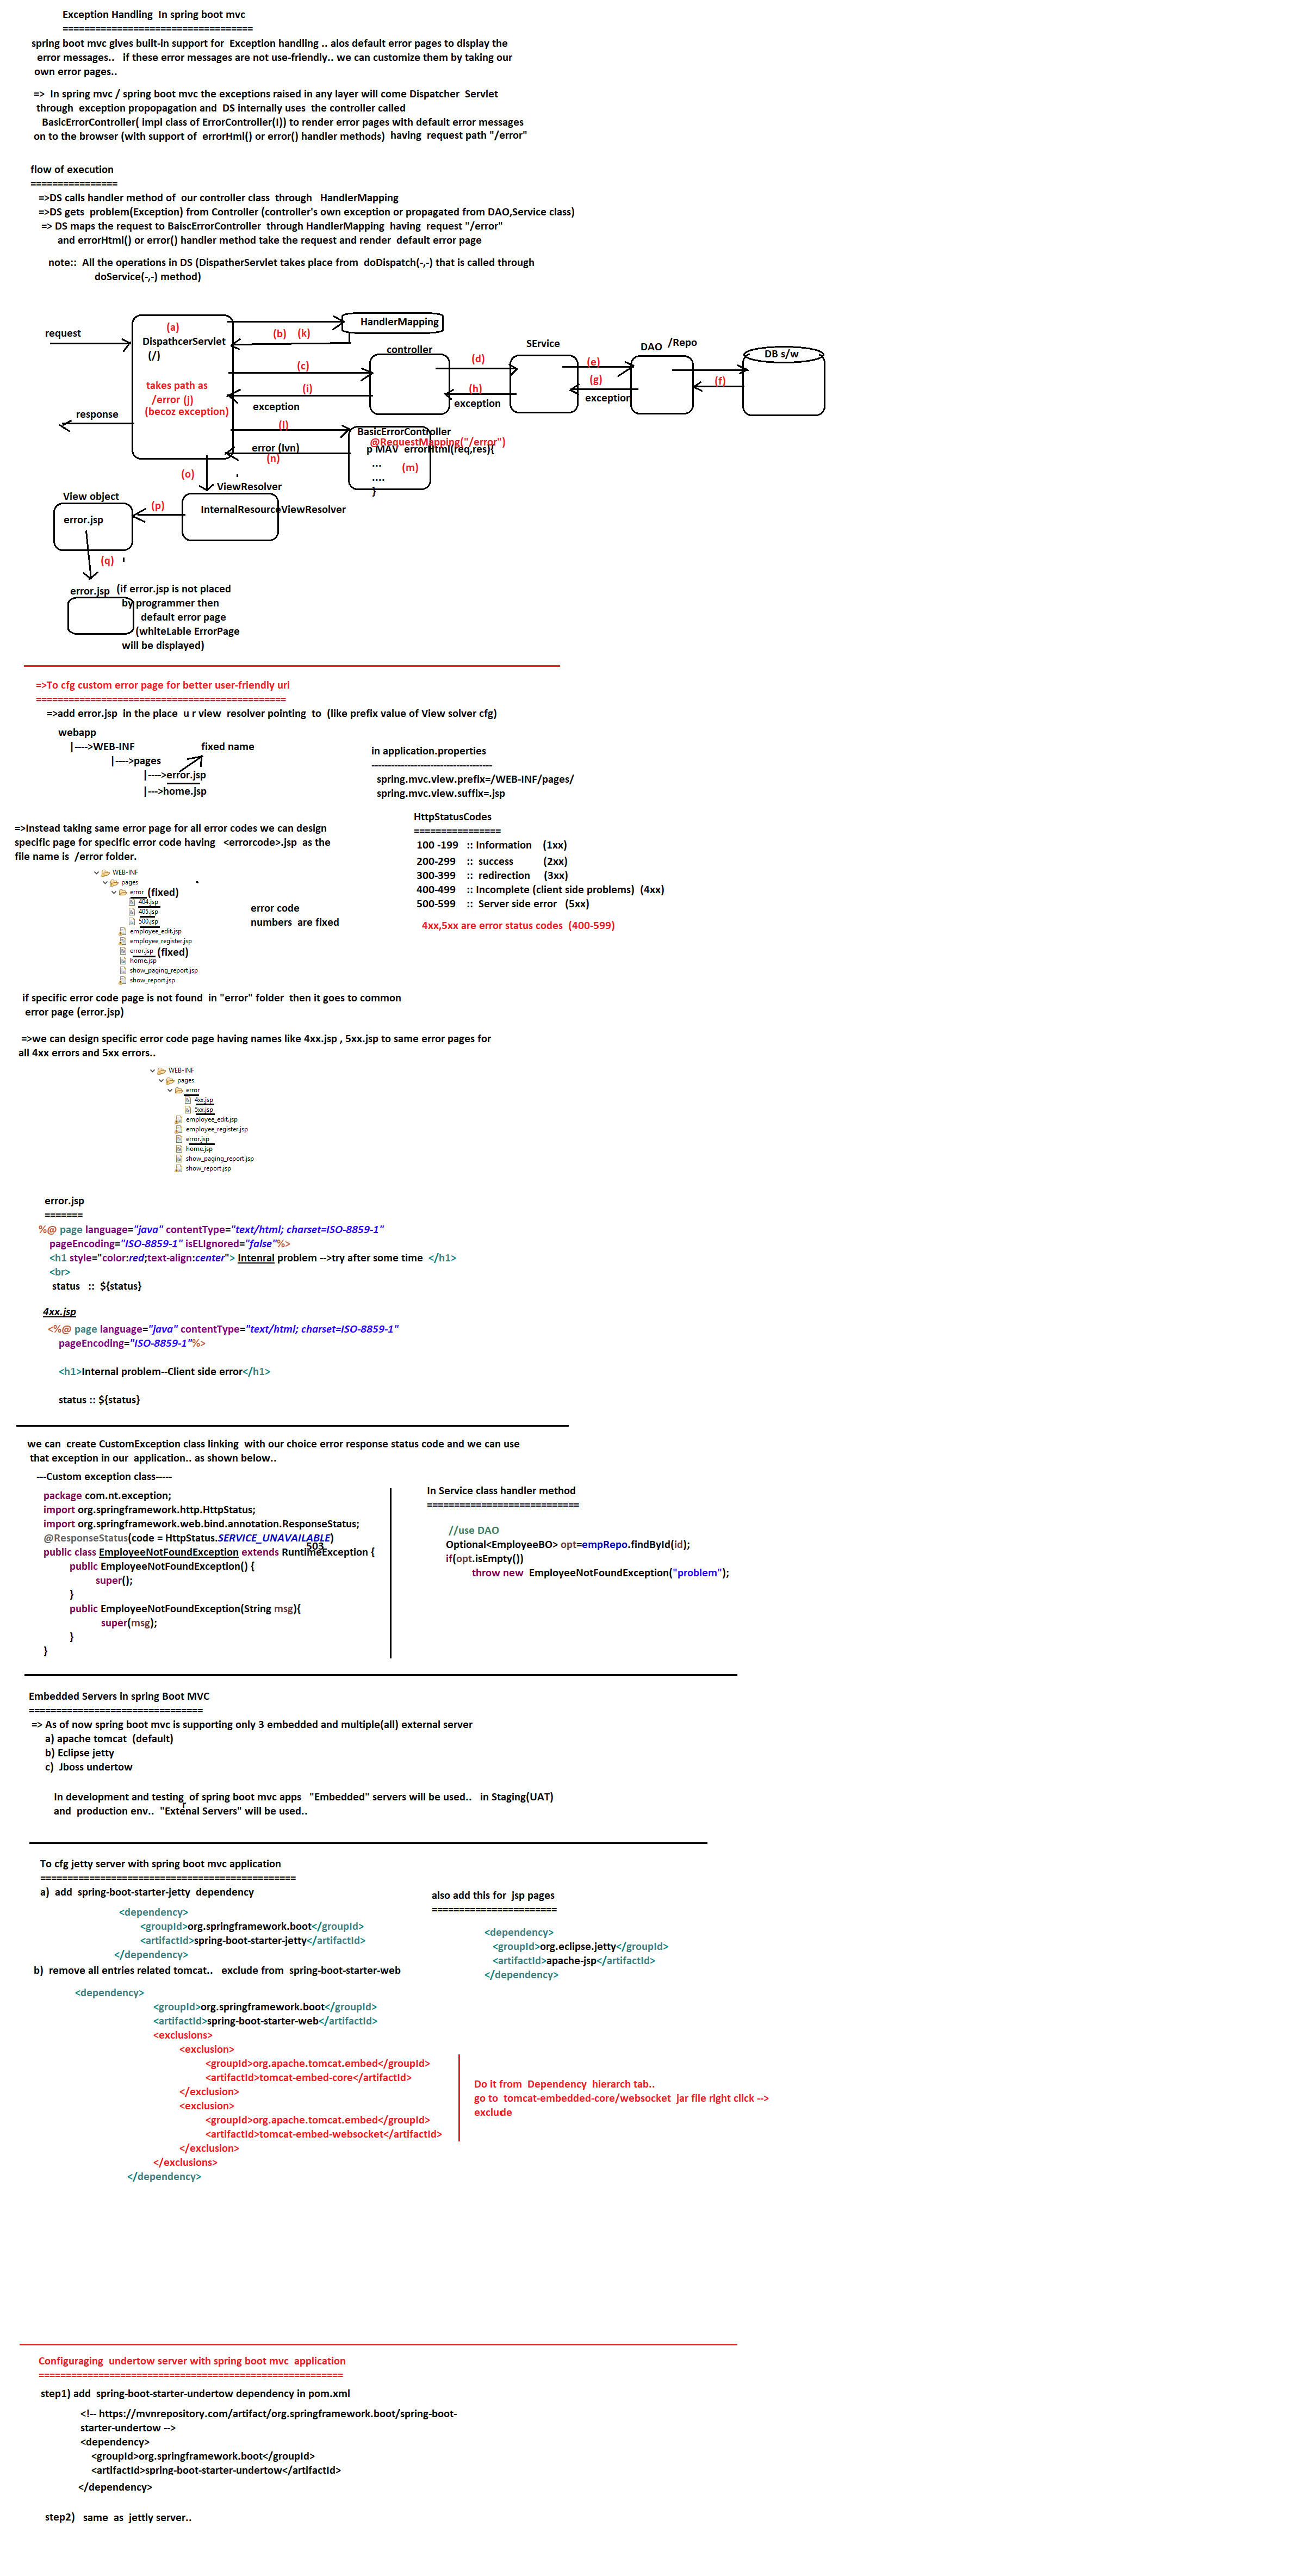 Exception Handling  In spring boot mvc
===================================
spring boot mvc gives built-in support for  Exception handling .. alos default error pages to display the
error messages..   if these error messages are not use-friendly.. we can customize them by taking our
own error pages..
=>  In spring mvc / spring boot mvc the exceptions raised in any layer will come Dispatcher  Servlet
through  exception propopagation and  DS internally uses  the controller called
BasicErrorController( impl class of ErrorController(I)) to render error pages with default error messages
on to the browser (with support of  errorHml() or error() handler methods)  having  request path "/error"
flow of execution
================
=>DS calls handler method of  our controller class  through   HandlerMapping
=>DS gets  problem(Exception) from Controller (controller's own exception or propagated from DAO,Service class)
=> DS maps the request to BaiscErrorController  through HandlerMapping  having  request "/error"
and errorHtml() or error() handler method take the request and render  default error page
note::  All the operations in DS (DispatherServlet takes place from  doDispatch(-,-) that is called through
doService(-,-) method)
request
(a)
DispathcerServlet
(/)
takes path as
/error (j)
(becoz exception)
response
(b)    (k)
HandlerMapping
(c)
controller
(i)
exception
(d)
(h)
exception
SErvice
(e)
(g)
exception
DAO  /Repo
(f)
DB s/w
(l)
error (lvn)
(n)
BasicErrorController
@RequestMapping("/error")
p MAV  errorHtml(req,res){
...
(m)
....
}
(o)
ViewResolver
InternalResourceViewResolver
(p)
View object
error.jsp
(q)
error.jsp  (if error.jsp is not placed
by programmer then
default error page
(whiteLable ErrorPage
will be displayed)
=>To cfg custom error page for better user-friendly uri
==============================================
=>add error.jsp  in the place  u r view  resolver pointing  to  (like prefix value of View solver cfg)
webapp
|---->WEB-INF
fixed name
|---->pages
|---->error.jsp
|--->home.jsp
in application.properties
-------------------------------------
spring.mvc.view.prefix=/WEB-INF/pages/
spring.mvc.view.suffix=.jsp
=>Instead taking same error page for all error codes we can design
specific page for specific error code having   <errorcode>.jsp  as the
file name is  /error folder.
HttpStatusCodes
================
100 -199   :: Information    (1xx)
200-299    ::  success          (2xx)
300-399    ::  redirection      (3xx)
400-499    :: Incomplete (client side problems)  (4xx)
500-599    ::  Server side error   (5xx)
4xx,5xx are error status codes  (400-599)
WEB-INF
pages
error (fixed)
404.jsp
405.jsp
500.jsp
employee_edit.jsp
employee_register.jsp
error.jsp (fixed)
home.jsp
show_paging_report.jsp
show_report.jsp
error code
numbers  are fixed
if specific error code page is not found  in "error" folder  then it goes to common
error page (error.jsp)
=>we can design specific error code page having names like 4xx.jsp , 5xx.jsp to same error pages for
all 4xx errors and 5xx errors..
WEB-INF
pages
error
4xx.jsp
5xx.jsp
employee_edit.jsp
employee_register.jsp
error.jsp
home.jsp
show_paging_report.jsp
show_report.jsp
error.jsp
=======
%@ page language="java" contentType="text/html; charset=ISO-8859-1"
pageEncoding="ISO-8859-1" isELIgnored="false"%>
<h1 style="color:red;text-align:center"> Intenral problem -->try after some time  </h1>
<br>
status   ::  ${status}
4xx.jsp
<%@ page language="java" contentType="text/html; charset=ISO-8859-1"
pageEncoding="ISO-8859-1"%>
<h1>Internal problem--Client side error</h1>
status :: ${status}
we can  create CustomException class linking  with our choice error response status code and we can use
that exception in our  application.. as shown below..
---Custom exception class-----
package com.nt.exception;
import org.springframework.http.HttpStatus;
import org.springframework.web.bind.annotation.ResponseStatus;
@ResponseStatus(code = HttpStatus.SERVICE_UNAVAILABLE)
503
public class EmployeeNotFoundException extends RuntimeException {
public EmployeeNotFoundException() {
super();
}
public EmployeeNotFoundException(String msg){
super(msg);
}
}
In Service class handler method
============================
//use DAO
Optional<EmployeeBO> opt=empRepo.findById(id);
if(opt.isEmpty())
throw new  EmployeeNotFoundException("problem");
Embedded Servers in spring Boot MVC
================================
=> As of now spring boot mvc is supporting only 3 embedded and multiple(all) external server
a) apache tomcat  (default)
b) Eclipse jetty
c)  Jboss undertow
In development and testing  of spring boot mvc apps   "Embedded" servers will be used..   in Staging(UAT)
and  production env..  "Extenal Servers" will be used..
r
To cfg jetty server with spring boot mvc application
===============================================
a)  add  spring-boot-starter-jetty  dependency
<dependency>
<groupId>org.springframework.boot</groupId>
<artifactId>spring-boot-starter-jetty</artifactId>
</dependency>
also add this for  jsp pages
=======================
<dependency>
<groupId>org.eclipse.jetty</groupId>
<artifactId>apache-jsp</artifactId>
</dependency>
b)  remove all entries related tomcat..   exclude from  spring-boot-starter-web
<dependency>
<groupId>org.springframework.boot</groupId>
<artifactId>spring-boot-starter-web</artifactId>
<exclusions>
<exclusion>
<groupId>org.apache.tomcat.embed</groupId>
<artifactId>tomcat-embed-core</artifactId>
</exclusion>
<exclusion>
<groupId>org.apache.tomcat.embed</groupId>
<artifactId>tomcat-embed-websocket</artifactId>
</exclusion>
</exclusions>
</dependency>
Do it from  Dependency  hierarch tab..
go to  tomcat-embedded-core/websocket  jar file right click -->
exclude
Configuraging  undertow server with spring boot mvc  application
========================================================
step1) add  spring-boot-starter-undertow dependency in pom.xml
<!-- https://mvnrepository.com/artifact/org.springframework.boot/spring-boot-
starter-undertow -->
<dependency>
<groupId>org.springframework.boot</groupId>
<artifactId>spring-boot-starter-undertow</artifactId>
</dependency>
step2)   same  as  jettly server..